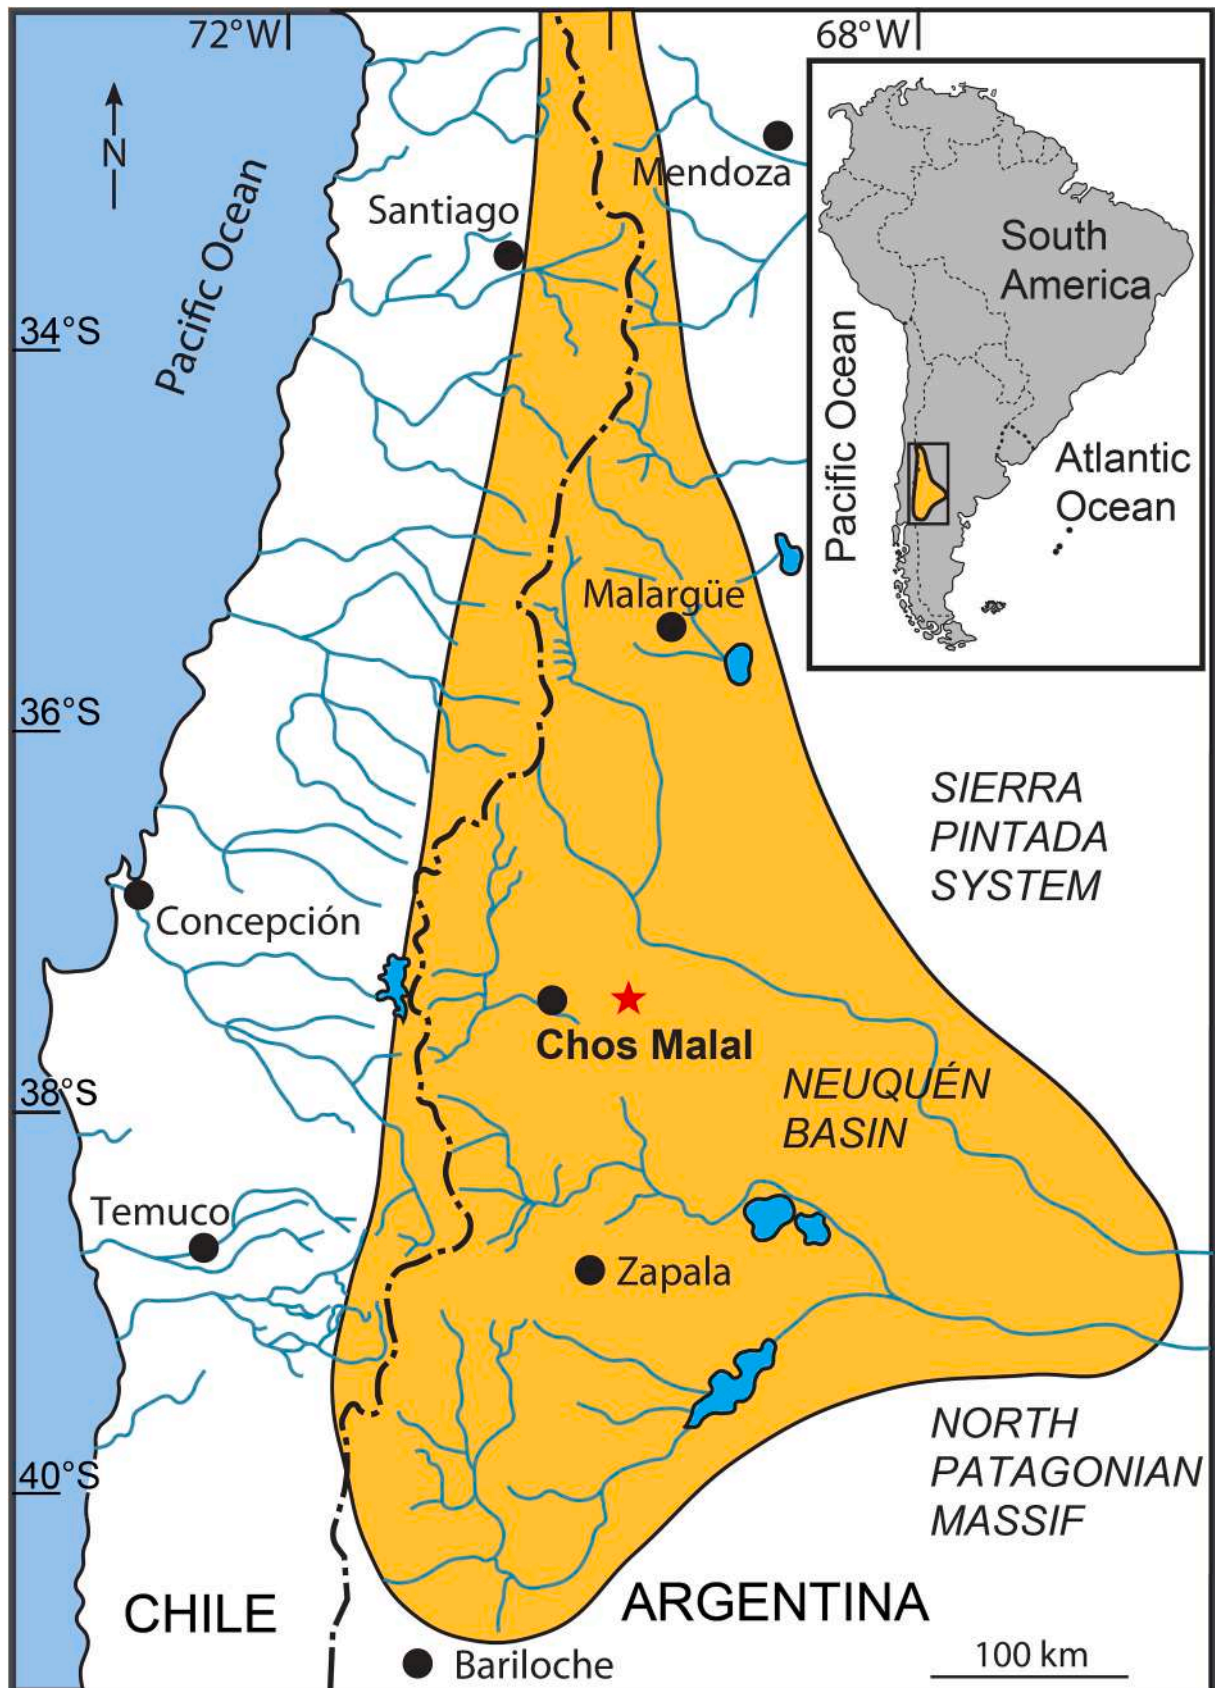 72°W
68°W
N
Pacific Ocean
Mendoza
Santiago
34°S
South
America
Pacific Ocean
Atlantic
Ocean
Malargüe
36°S
SIERRA
PINTADA
SYSTEM
Concepción
Chos Malal
NEUQUÉN
BASIN
38°S
Temuco
Zapala
NORTH
PATAGONIAN
MASSIF
40°S
CHILE
ARGENTINA
Bariloche
100 km